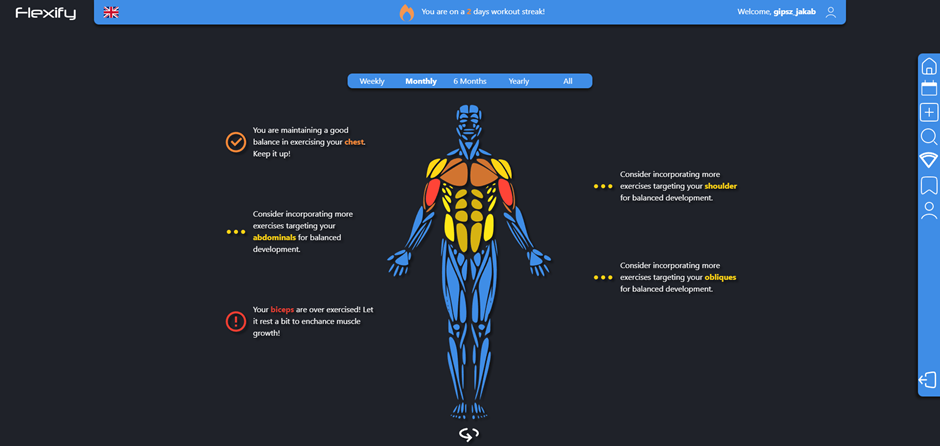 Flexify
You are on a 2 days workout streak!
Welcome, gipsz_jakab
Weekly Monthly 6 Months Yearly All
You are maintaining a good
balance in exercising your chest.
Keep it up!
Consider incorporating more
exercises targeting your shoulder
for balanced development.
Consider incorporating more
exercises targeting your
abdominals for balanced
development.
Consider incorporating more
exercises targeting your obliques
for balanced development.
Your biceps are over exercised! Let
it rest a bit to enchance muscle
growth!